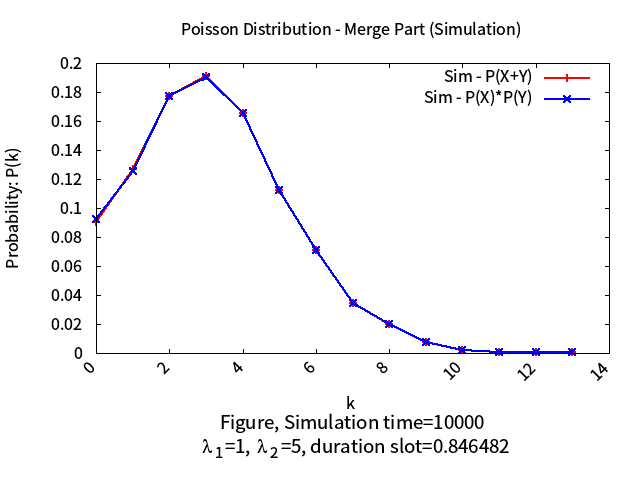 Poisson Distribution - Merge Part (Simulation)
Sim - P(X+Y)
Sim - P(X)*P(Y)
Probability: P(k)
0.2
0.18
0.16
0.14
0.12
0.1
0.08
0.06
0.04
0.02
0
0 2 4 6 8 10 12 14
k
Figure, Simulation time=10000
λ1=1, λ2=5, duration slot=0.846482